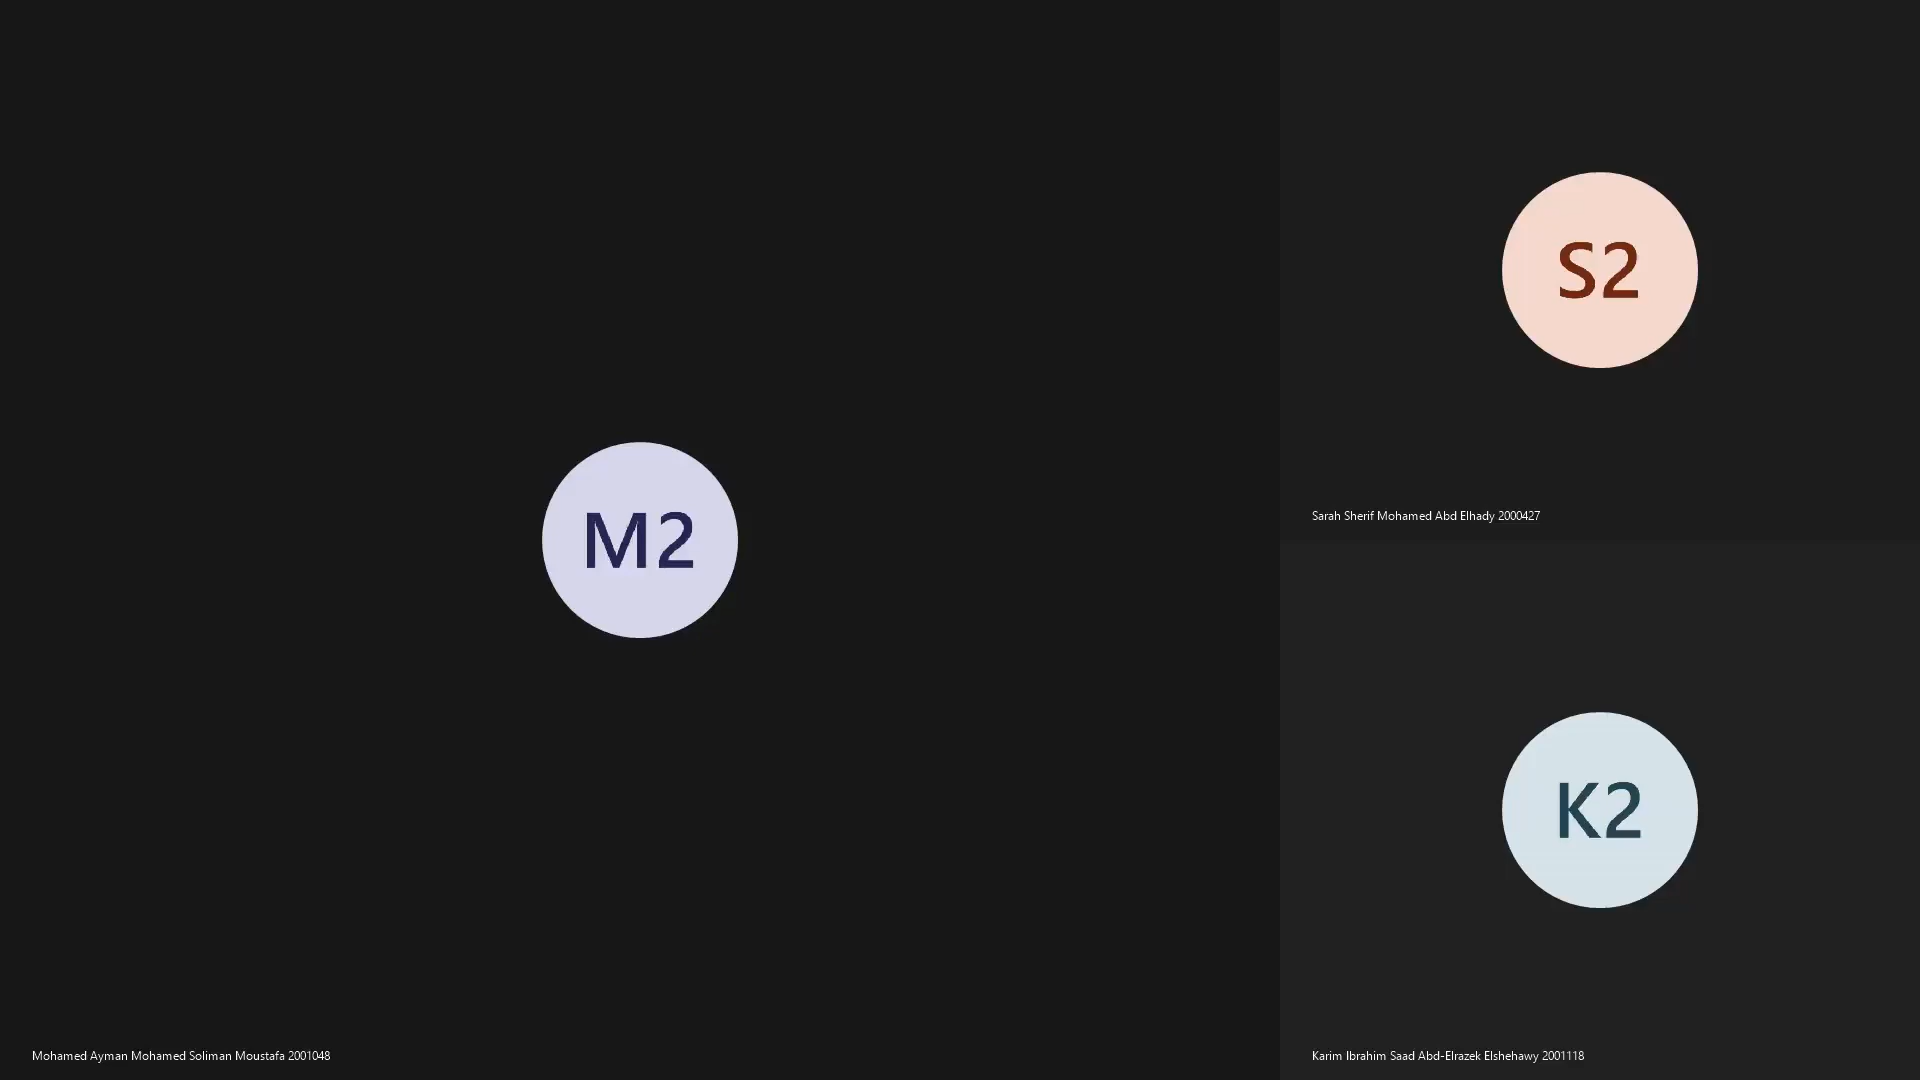 M2
Mohamed Ayman Mohamed Soliman Moustafa 2001048
S2
Sarah Sherif Mohamed Abd Elhady 2000427
K2
Karim Ibrahim Saad Abd-Elrazek Elshehawy 2001118